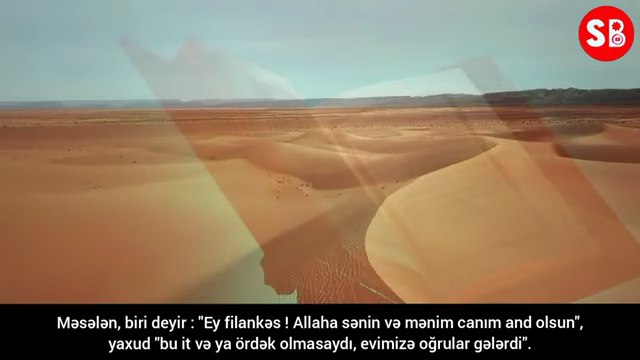 SB
Məsələn, biri deyir : "Ey filankəs ! Allaha sənin və mənim canım and olsun",
yaxud "bu it və ya ördək olmasaydı, evimizə oğrular gələrdi".